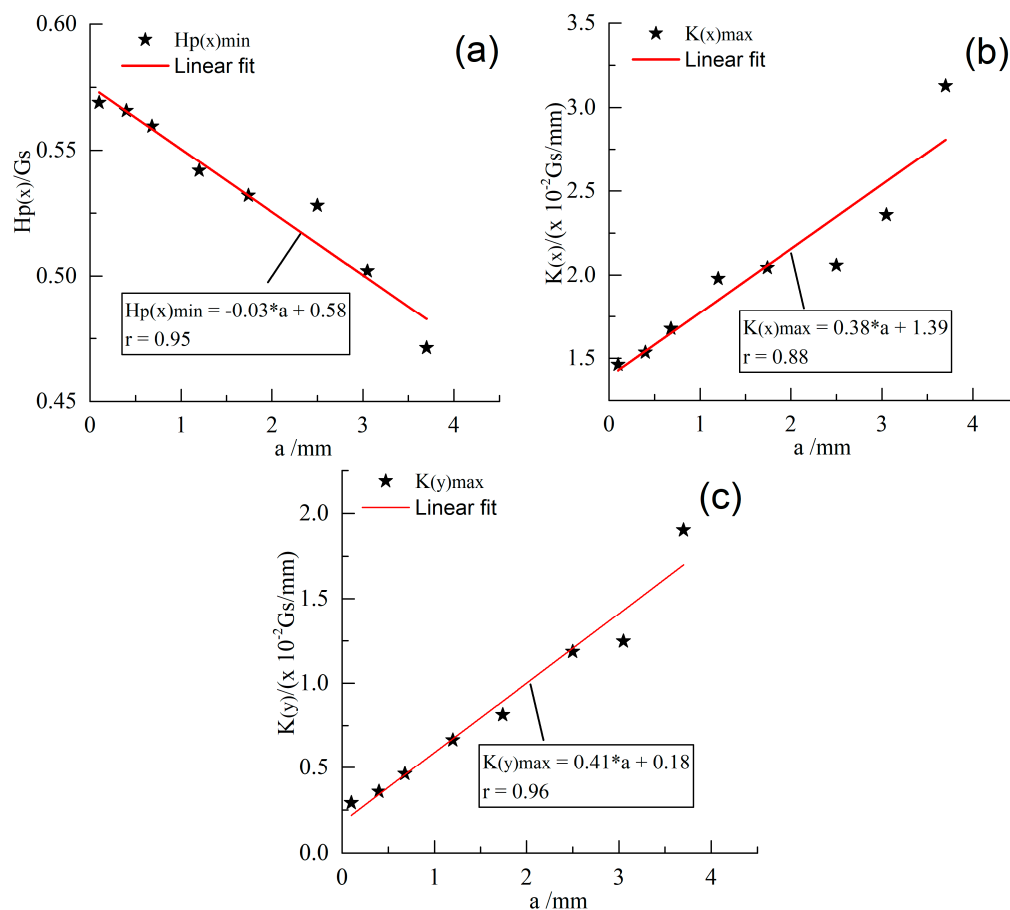 (a)
Hp(x)min
Linear fit
Hp(x)/Gs
0.60
0.55
0.50
0.45
Hp(x)min = -0.03*a + 0.58
r = 0.95
0 1 2 3 4
a /mm
(b)
K(x)max
Linear fit
K(x)/(x 10⁻²Gs/mm)
3.5
3.0
2.5
2.0
1.5
K(x)max = 0.38*a + 1.39
r = 0.88
0 1 2 3 4
a /mm
(c)
K(y)max
Linear fit
K(y)/(x 10⁻²Gs/mm)
2.0
1.5
1.0
0.5
0.0
K(y)max = 0.41*a + 0.18
r = 0.96
0 1 2 3 4
a /mm